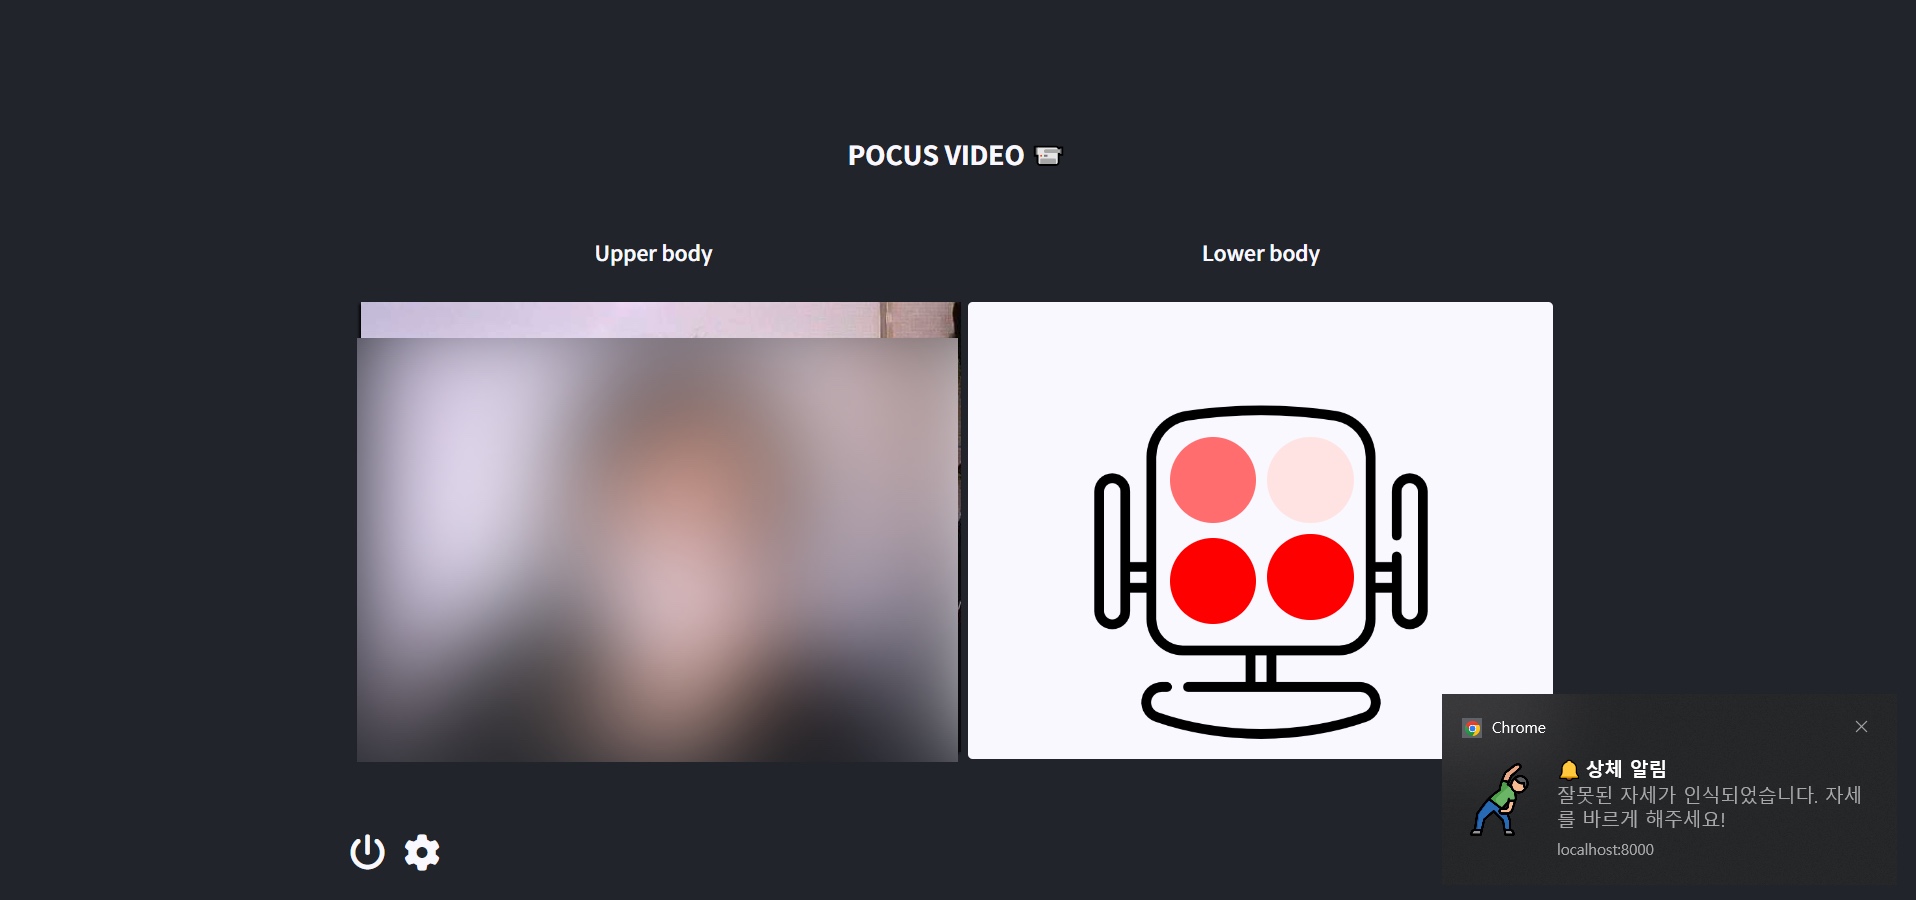 POCUS VIDEO
Upper body
Lower body
Chrome
상체 알림
잘못된 자세가 인식되었습니다. 자세
를 바르게 해주세요!
localhost:8000